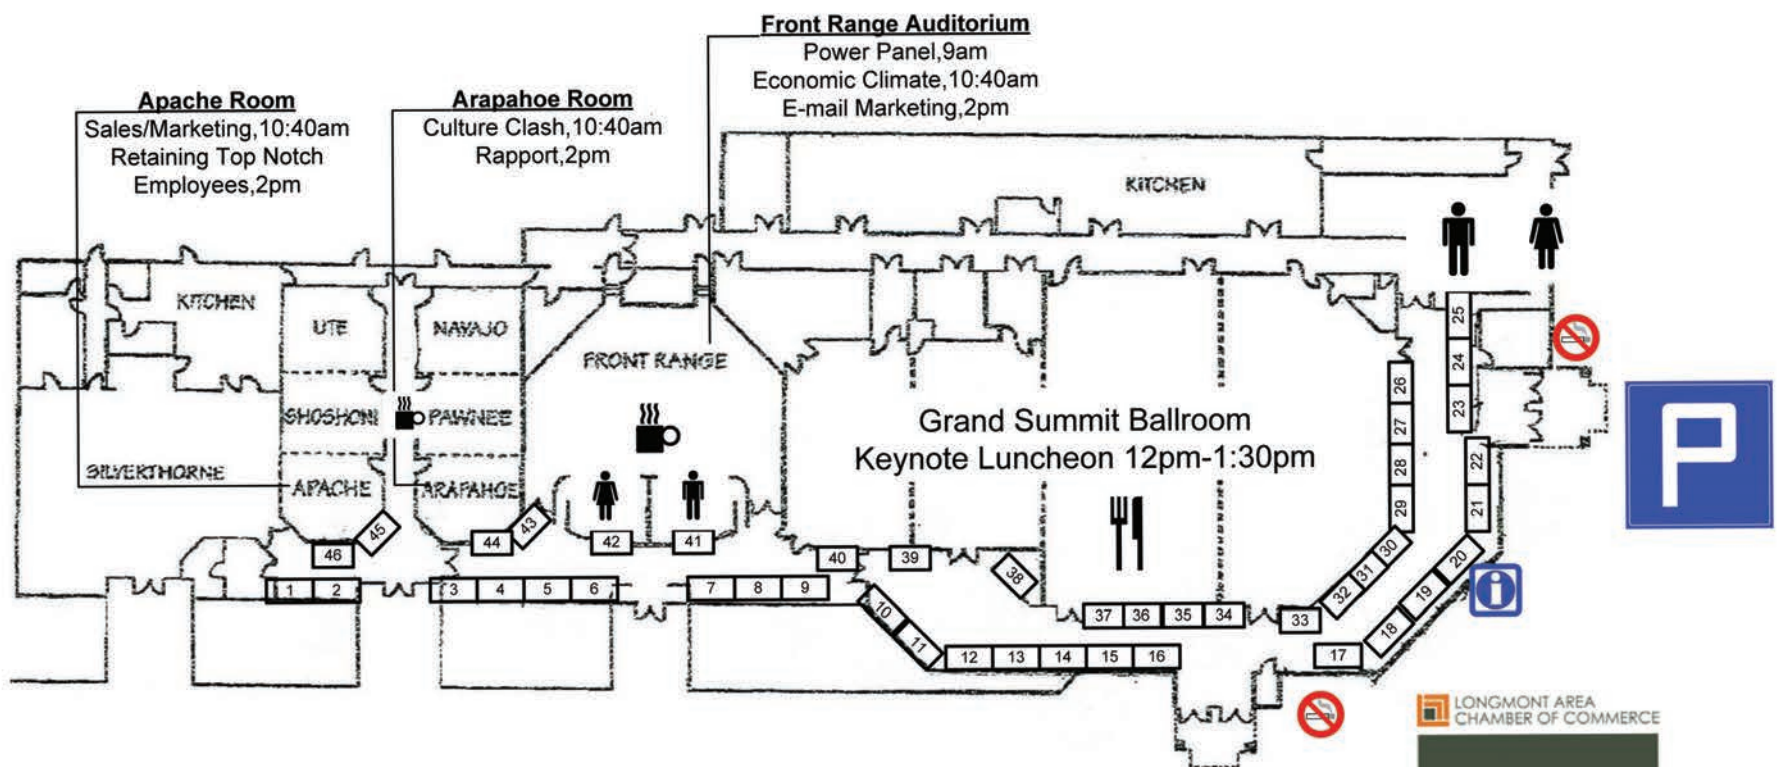 Front Range Auditorium
Power Panel,9am
Economic Climate,10:40am
E-mail Marketing,2pm
Apache Room
Sales/Marketing,10:40am
Retaining Top Notch
Employees,2pm
Arapahoe Room
Culture Clash,10:40am
Rapport,2pm
KITCHEN
KITCHEN
UTE
NAVAJO
FRONT RANGE
SHOSHONI
PAWNEE
SILVERTHORNE
APACHE
ARAPAHOE
Grand Summit Ballroom
Keynote Luncheon 12pm-1:30pm
P
i
1
2
3
4
5
6
7
8
9
10
11
12
13
14
15
16
17
18
19
20
21
22
23
24
25
26
27
28
29
30
31
32
33
34
35
36
37
38
39
40
41
42
43
44
45
46
LONGMONT AREA
CHAMBER OF COMMERCE